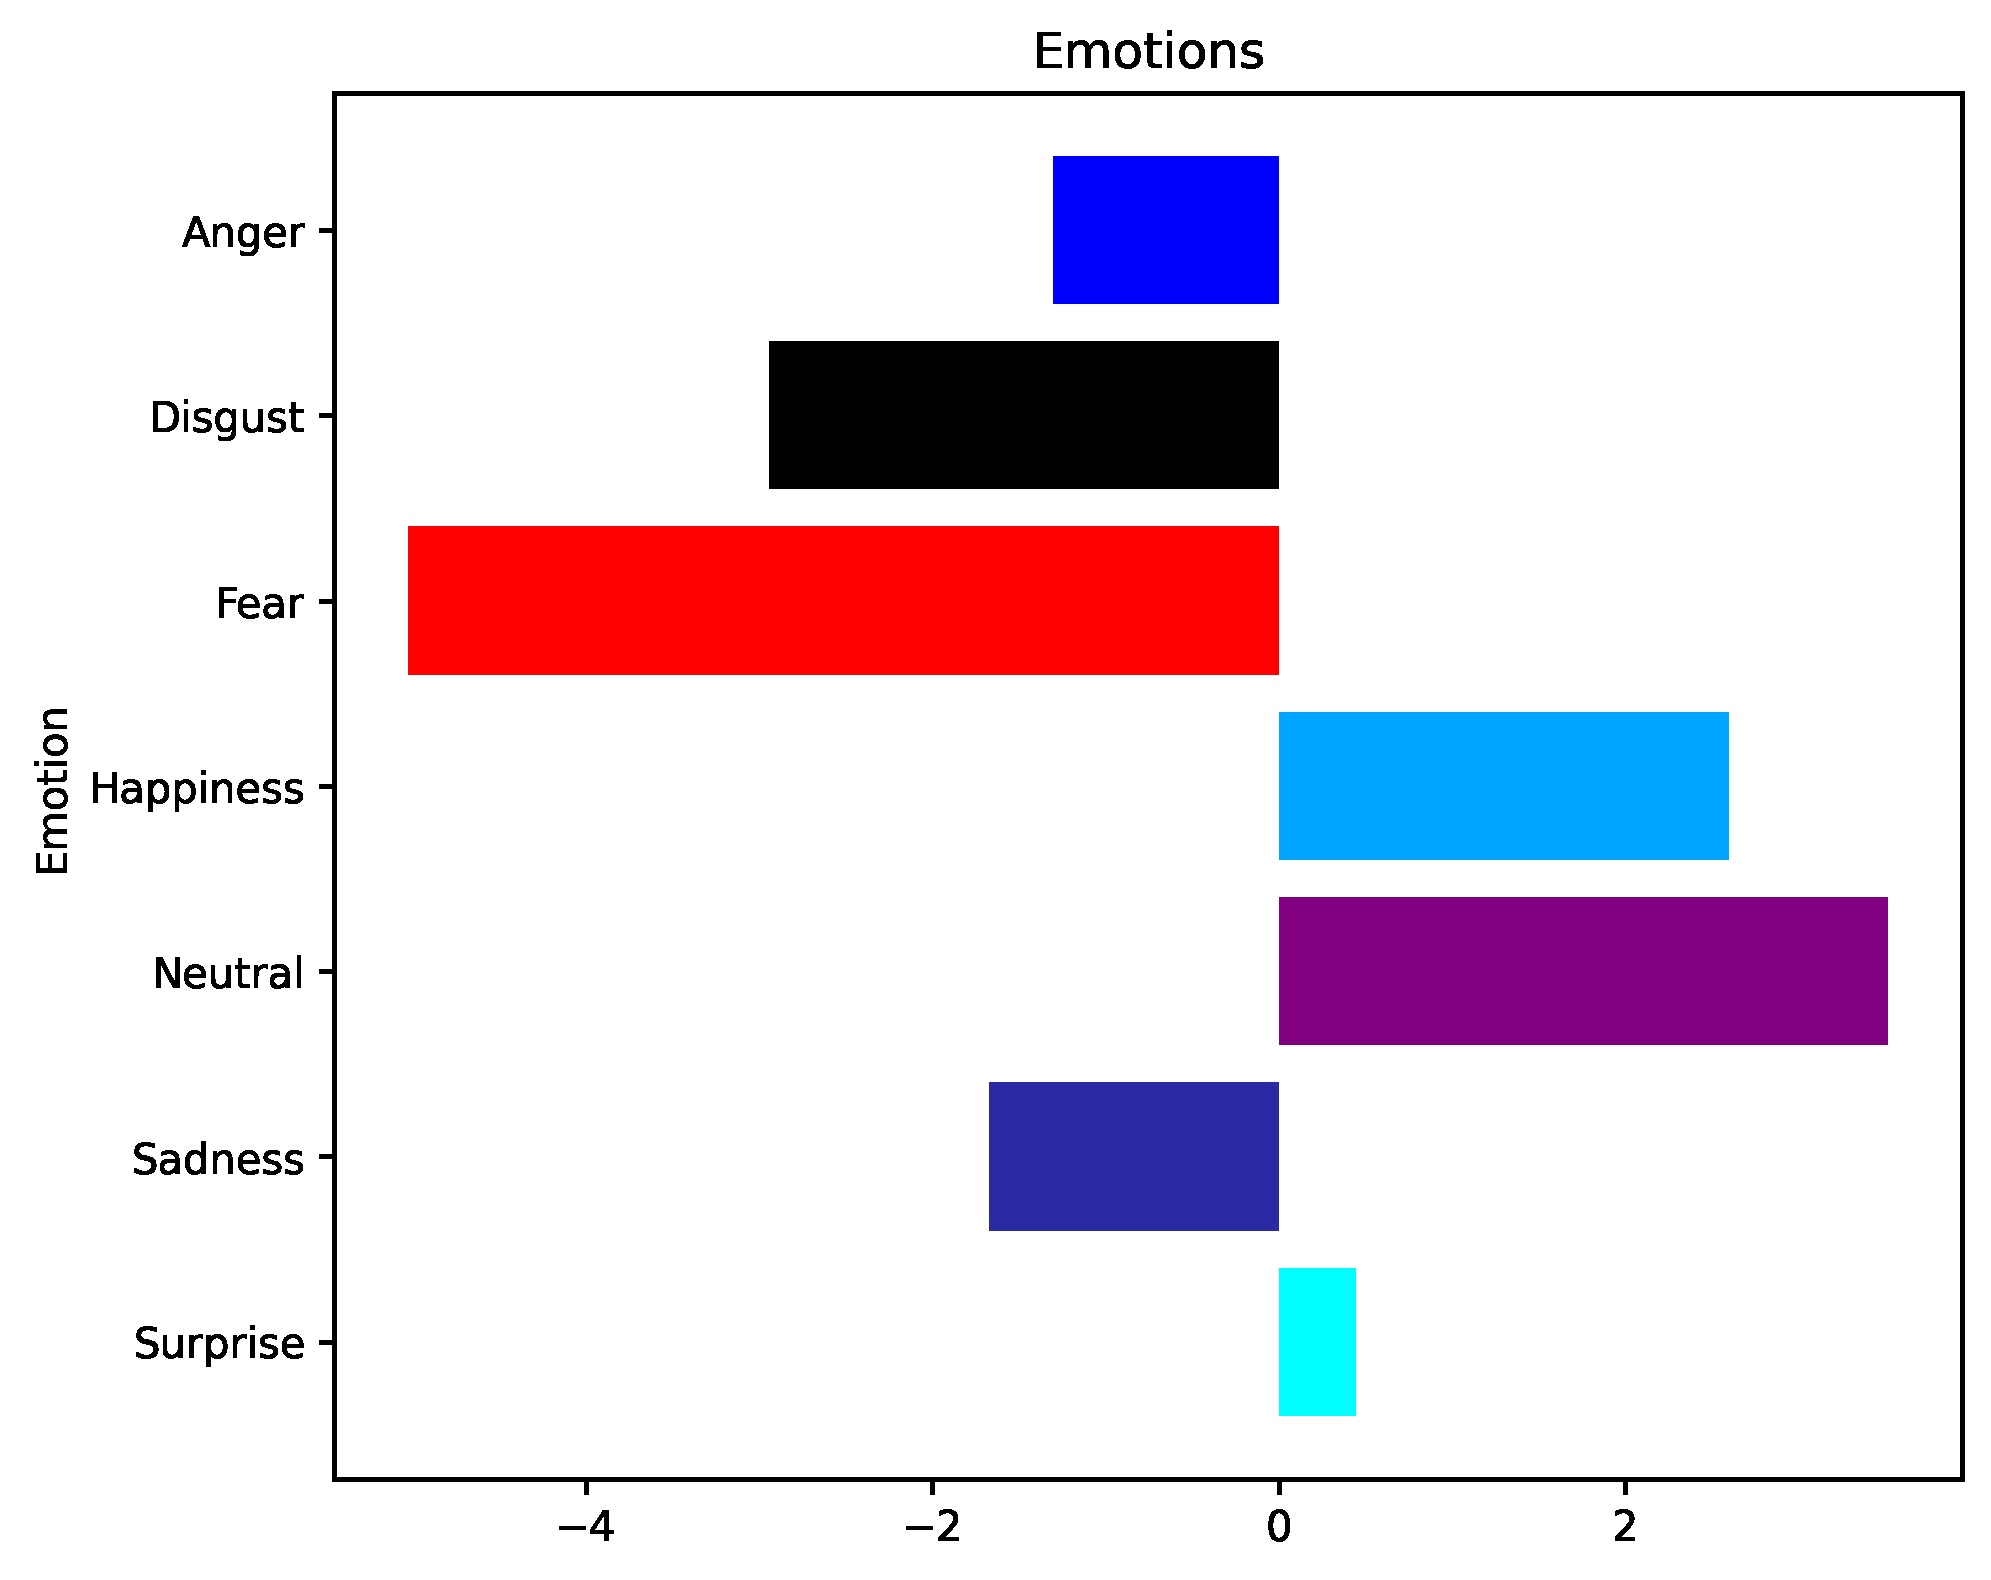 Emotions
Anger
Disgust
Fear
Happiness
Neutral
Sadness
Surprise
Emotion
−4 −2 0 2